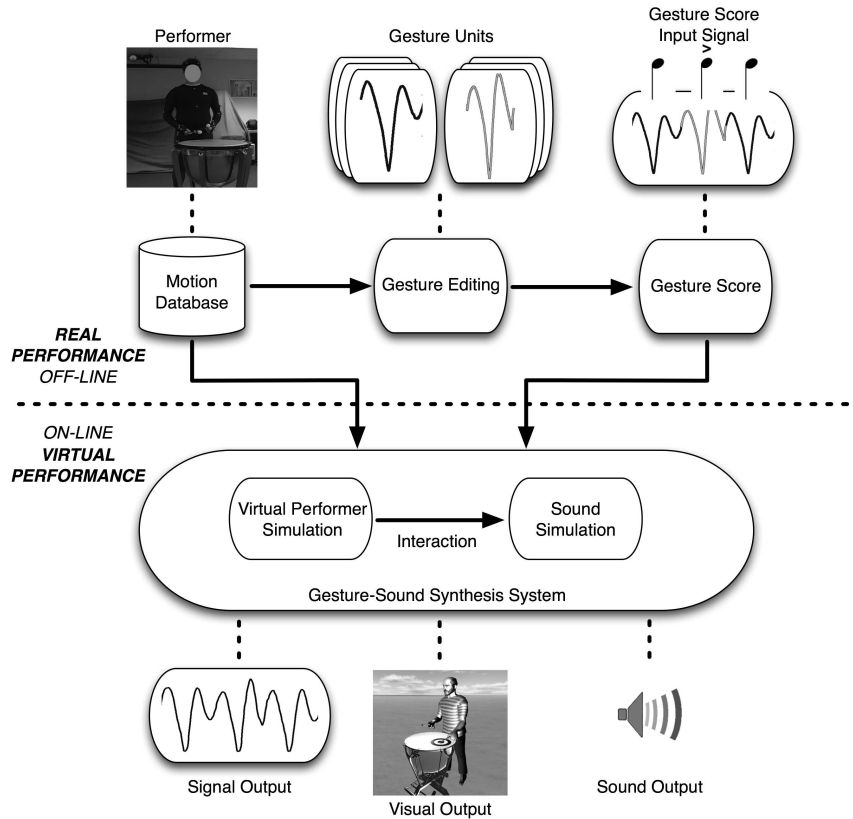 Performer
Gesture Units
Gesture Score
Input Signal
>
Motion
Database
Gesture Editing
Gesture Score
REAL
PERFORMANCE
OFF-LINE
ON-LINE
VIRTUAL
PERFORMANCE
Virtual Performer
Simulation
Interaction
Sound
Simulation
Gesture-Sound Synthesis System
Signal Output
Visual Output
Sound Output